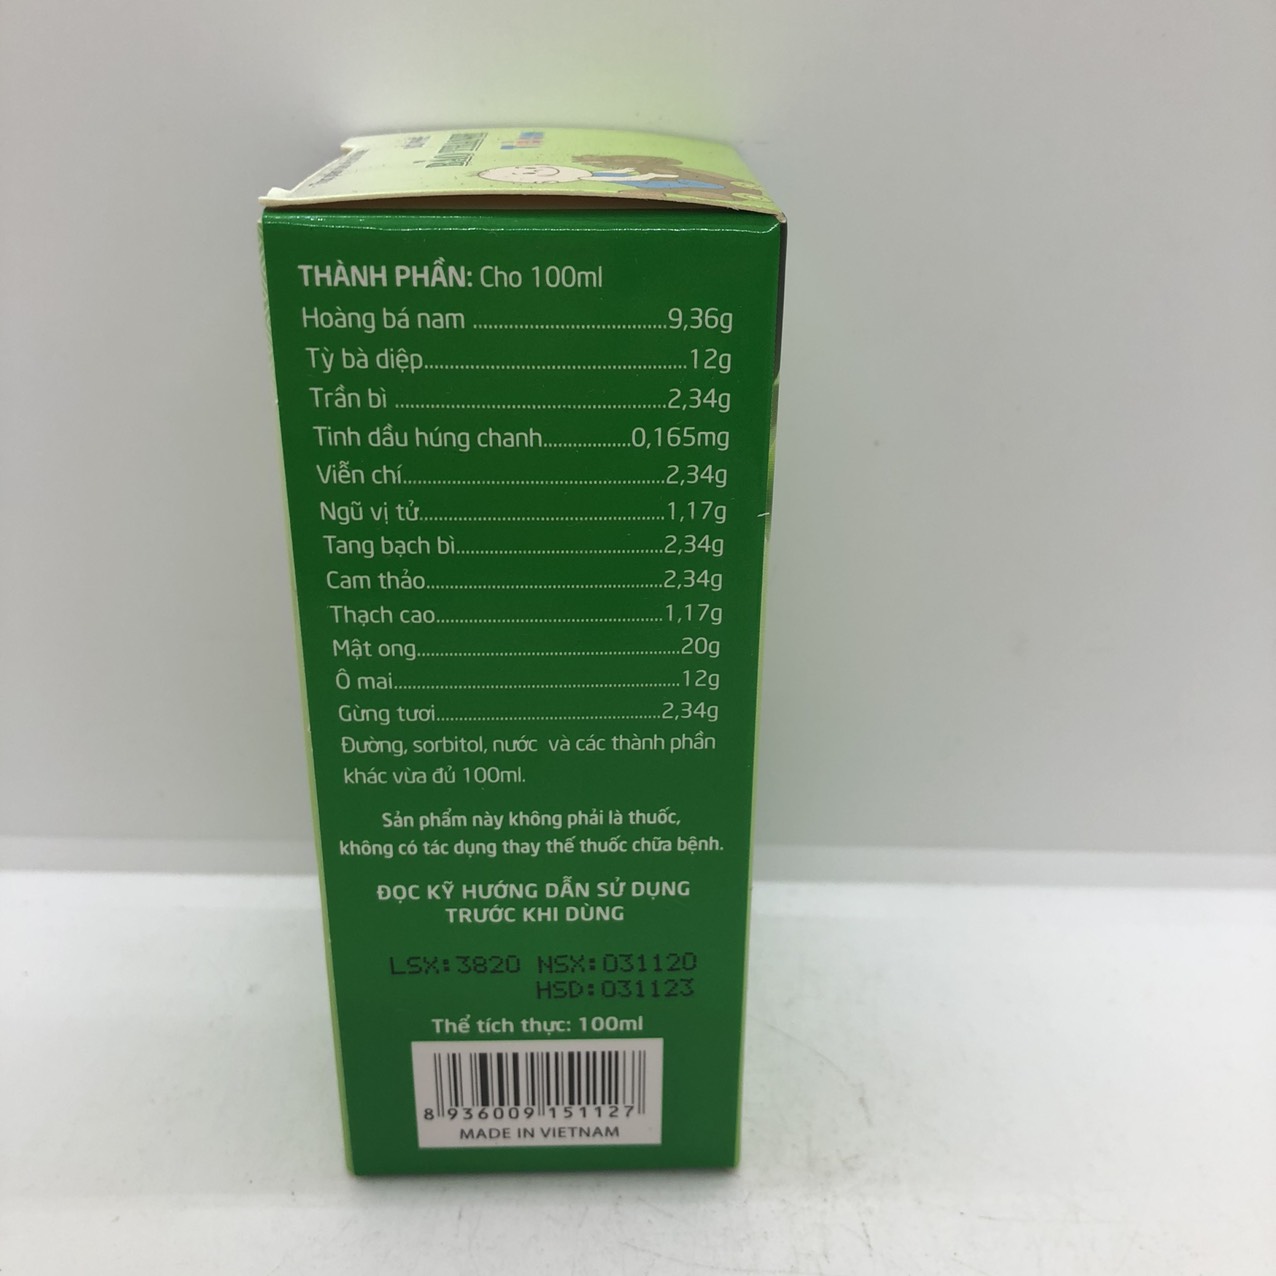 BẢO THANH
THÀNH PHẦN: Cho 100ml
Hoàng bá nam ........................................9,36g
Tỳ bà diệp......................................................12g
Trần bì ........................................................2,34g
Tinh dầu húng chanh..................0,165mg
Viễn chí......................................................2,34g
Ngũ vị tử..................................................1,17g
Tang bạch bì...........................................2,34g
Cam thảo.................................................2,34g
Thạch cao...............................................1,17g
Mật ong......................................................20g
Ô mai...........................................................12g
Gừng tươi..............................................2,34g
Đường, sorbitol, nước và các thành phần
khác vừa đủ 100ml.
Sản phẩm này không phải là thuốc,
không có tác dụng thay thế thuốc chữa bệnh.
ĐỌC KỸ HƯỚNG DẪN SỬ DỤNG
TRƯỚC KHI DÙNG
LSX:3820 NSX:031120
HSD:031123
Thể tích thực: 100ml
8 936009 151127
MADE IN VIETNAM